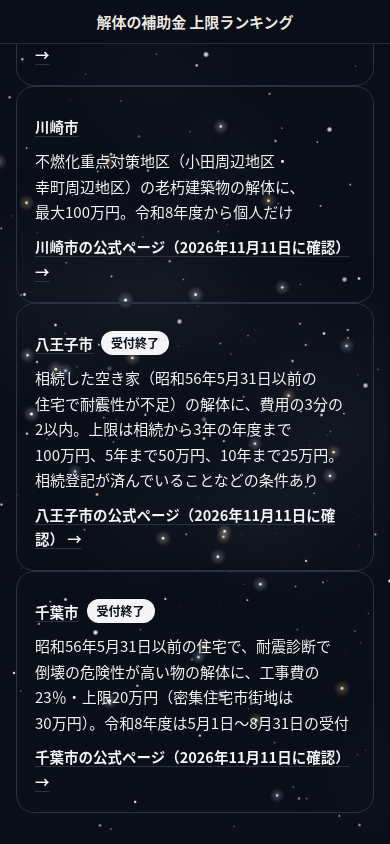 解体の補助金 上限ランキング
→
川崎市
不燃化重点対策地区（小田周辺地区・
幸町周辺地区）の老朽建築物の解体に、
最大100万円。令和8年度から個人だけ
川崎市の公式ページ（2026年11月11日に確認）
→
八王子市 受付終了
相続した空き家（昭和56年5月31日以前の
住宅で耐震性が不足）の解体に、費用の3分の
2以内。上限は相続から3年の年度まで
100万円、5年まで50万円、10年まで25万円。
相続登記が済んでいることなどの条件あり
八王子市の公式ページ（2026年11月11日に確
認） →
千葉市 受付終了
昭和56年5月31日以前の住宅で、耐震診断で
倒壊の危険性が高い物の解体に、工事費の
23％・上限20万円（密集住宅市街地は
30万円）。令和8年度は5月1日〜8月31日の受付
千葉市の公式ページ（2026年11月11日に確認）
→